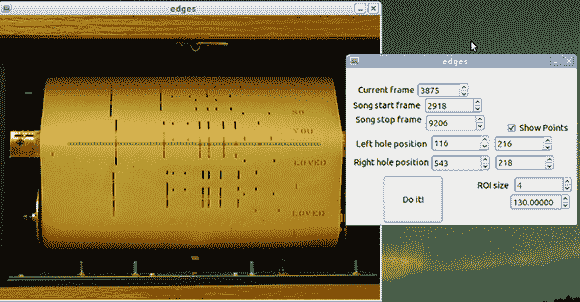 edges
SO
YOU
LOVED
LOVED
edges
Current frame 3875
Song start frame 2918
Song stop frame 9206
Show Points
Left hole position 116 216
Right hole position 543 218
ROI size 4
Do it!
130.00000